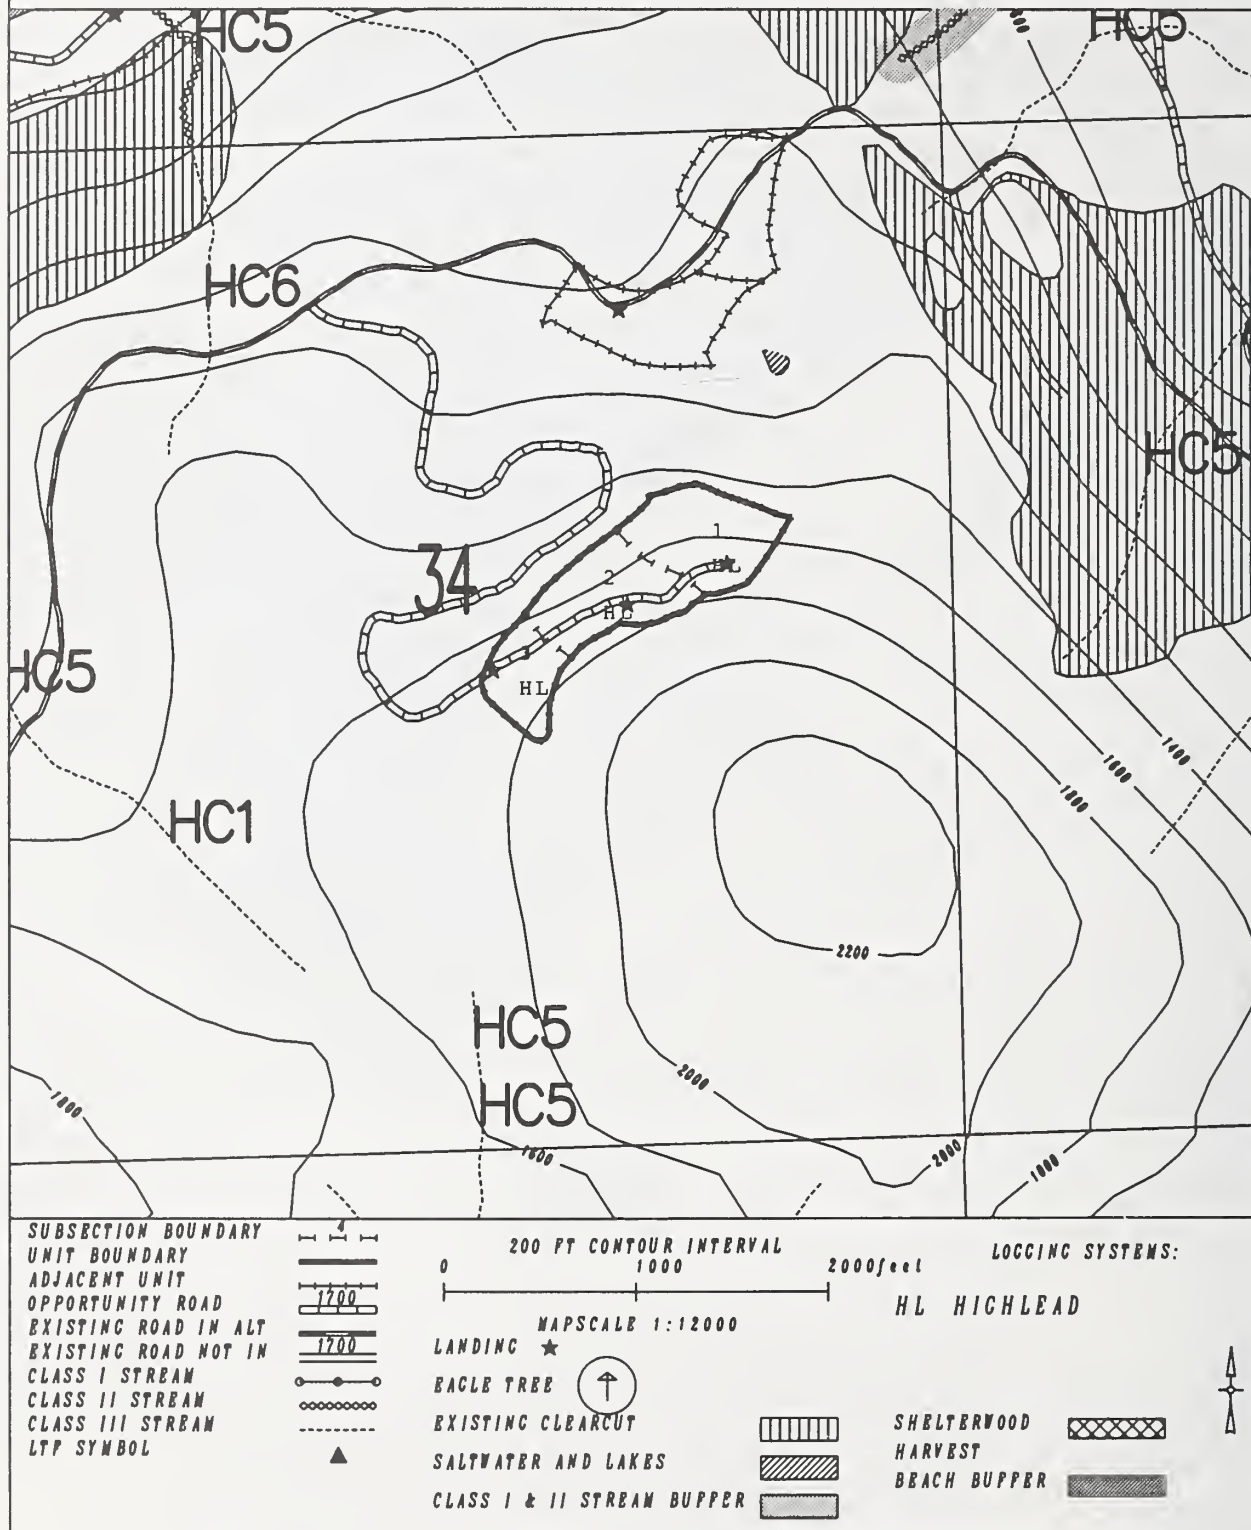 HC5
HC5
800
HC6
HC5
34
1
HL
2
HL
3
HL
HC5
1400
1600
1800
HC1
2200
HC5
2000
HC5
1800
1600
2000
1800
SUBSECTION BOUNDARY
UNIT BOUNDARY
ADJACENT UNIT
OPPORTUNITY ROAD 1700
EXISTING ROAD IN ALT
EXISTING ROAD NOT IN 1700
CLASS I STREAM
CLASS II STREAM
CLASS III STREAM
LTF SYMBOL
200 FT CONTOUR INTERVAL
0 1000 2000feet
MAPSCALE 1:12000
LANDING
EAGLE TREE
EXISTING CLEARCUT
SALTWATER AND LAKES
CLASS I & II STREAM BUFFER
LOGGING SYSTEMS:
HL HIGHLEAD
SHELTERWOOD
HARVEST
BEACH BUFFER